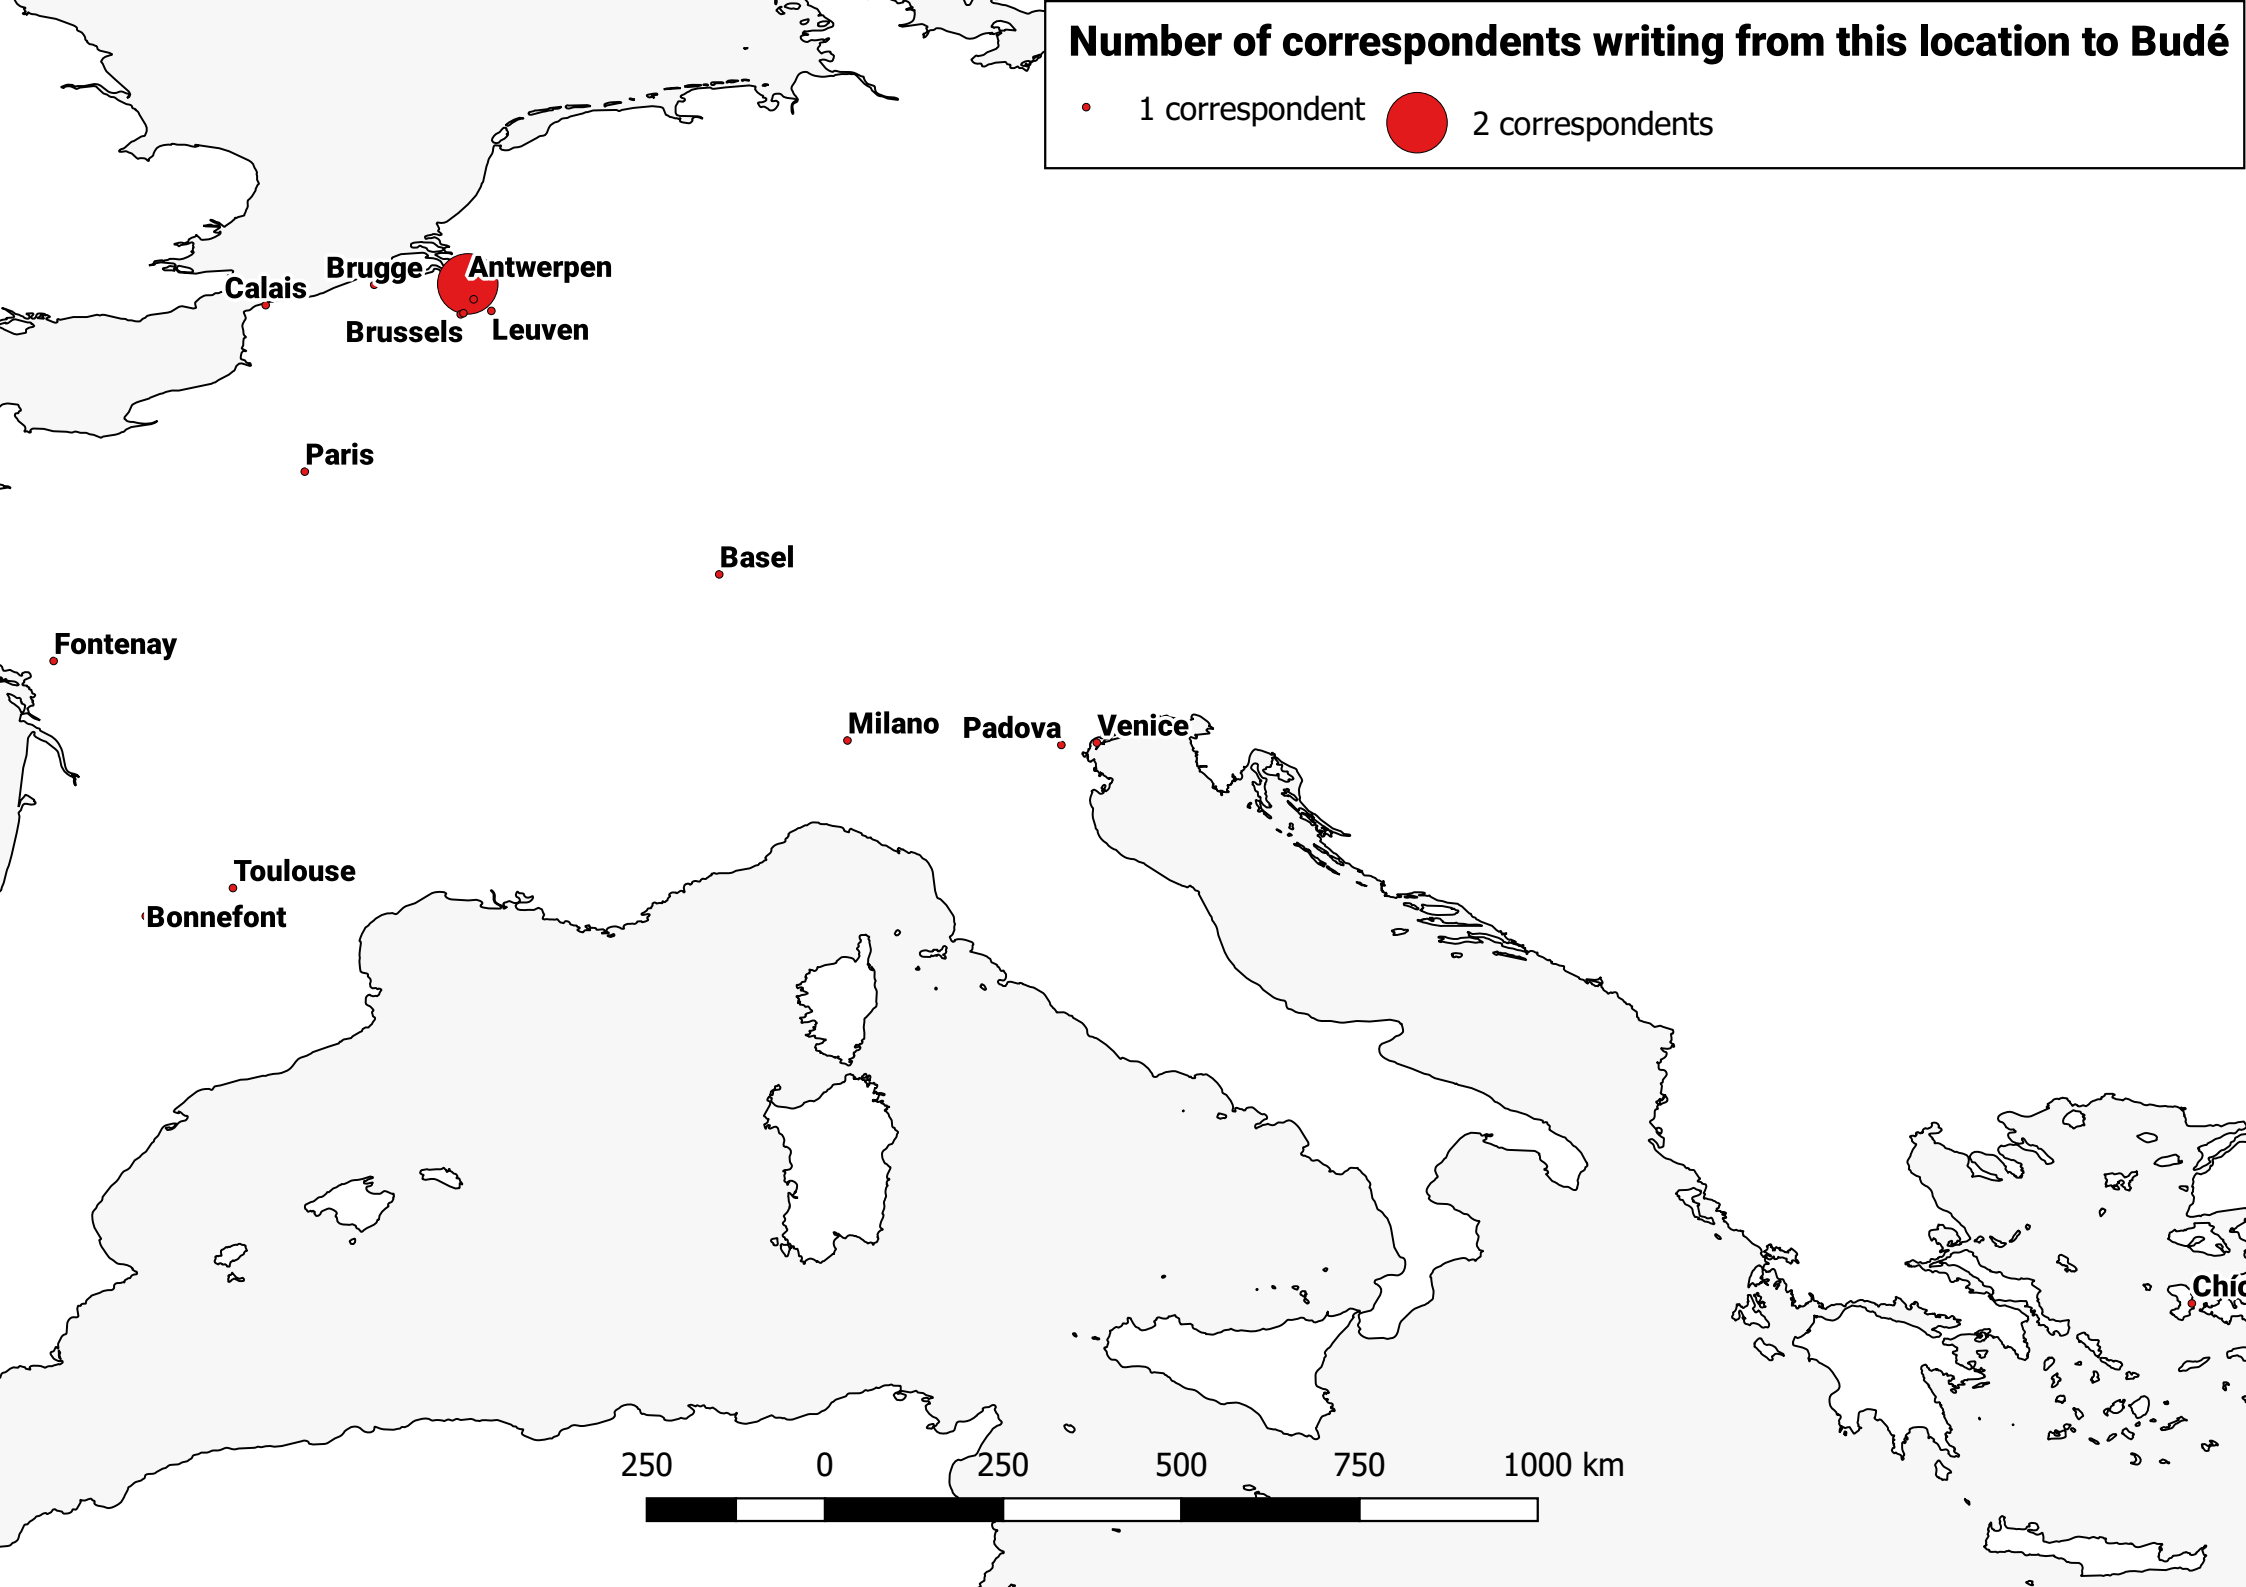 Number of correspondents writing from this location to Budé
1 correspondent
2 correspondents
Brugge
Antwerpen
Calais
Brussels
Leuven
Paris
Basel
Fontenay
Milano
Padova
Venice
Toulouse
Bonnefont
250 0 250 500 750 1000 km